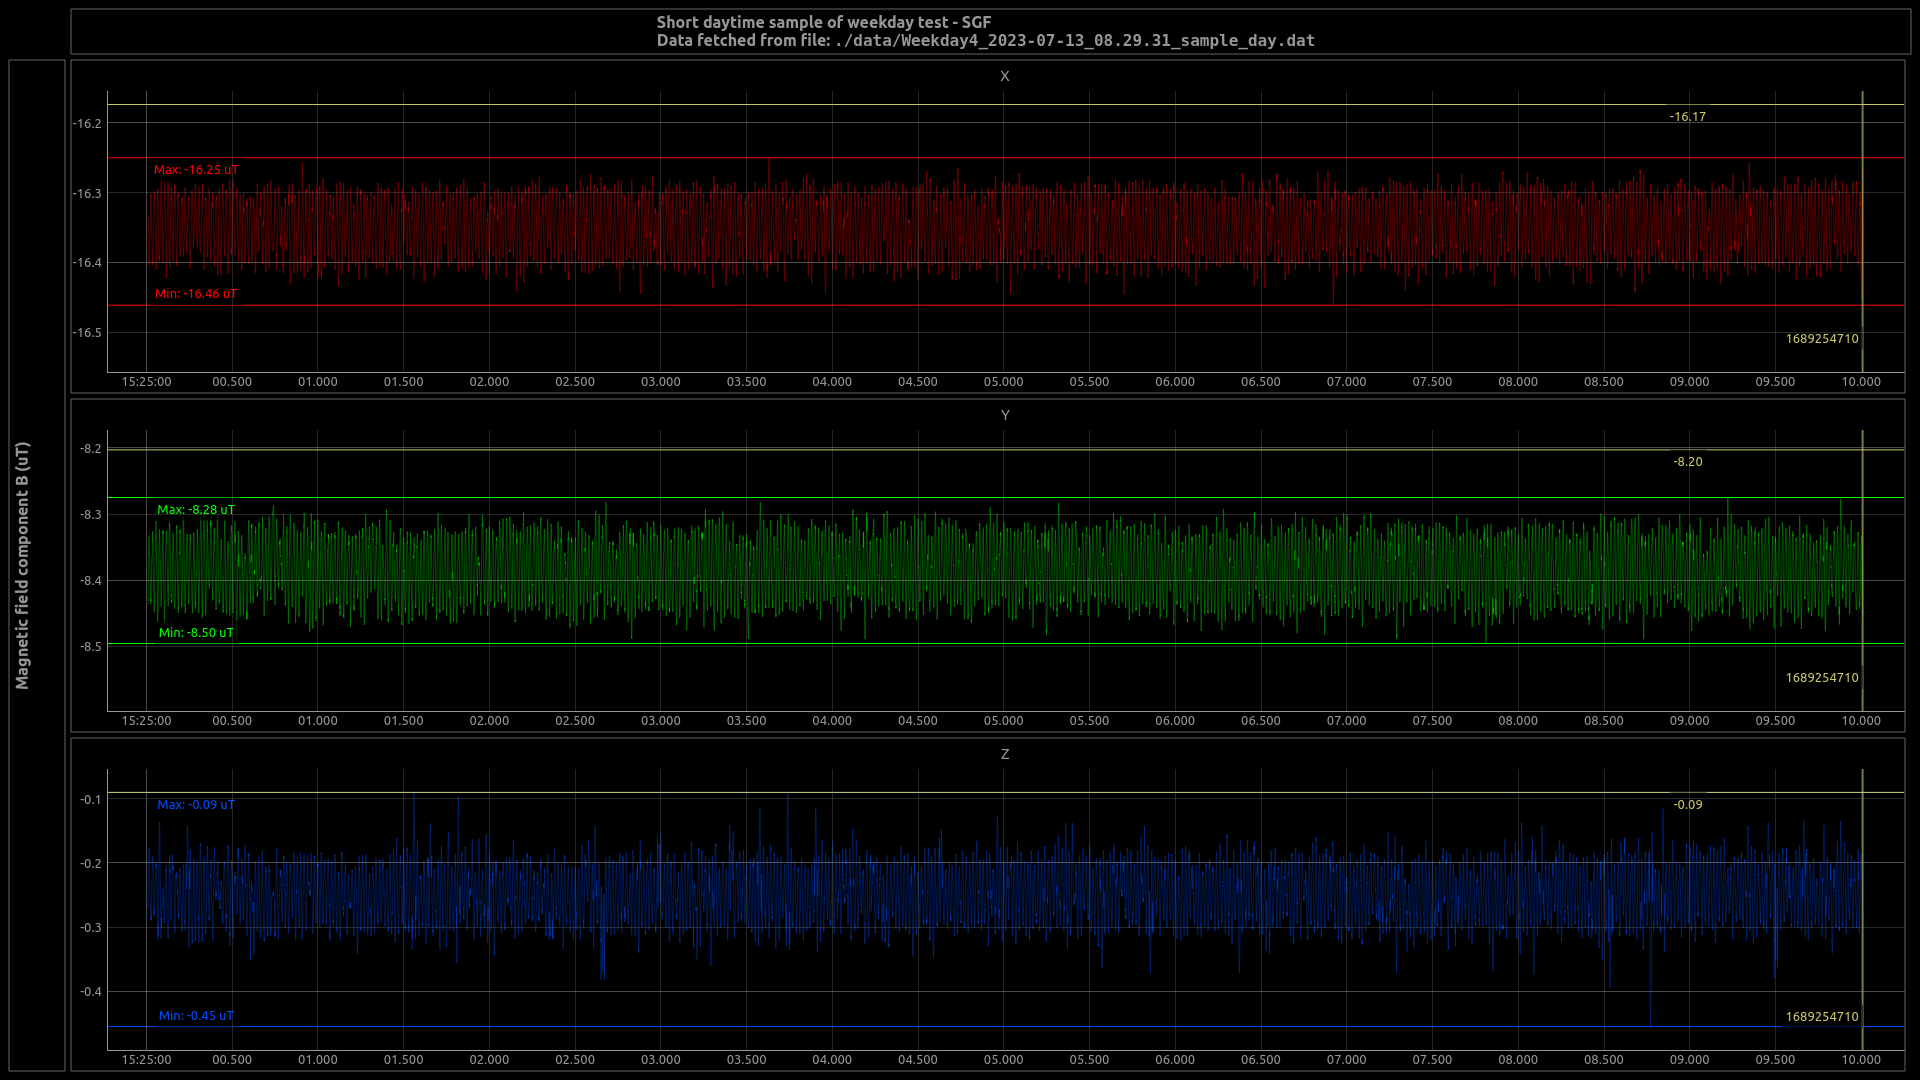 Short daytime sample of weekday test - SGF
Data fetched from file: ./data/Weekday4_2023-07-13_08.29.31_sample_day.dat
Magnetic field component B (uT)
X
-16.2
-16.3
-16.4
-16.5
-16.17
Max: -16.25 uT
Min: -16.46 uT
1689254710
15:25:00 00.500 01.000 01.500 02.000 02.500 03.000 03.500 04.000 04.500 05.000 05.500 06.000 06.500 07.000 07.500 08.000 08.500 09.000 09.500 10.000
Y
-8.2
-8.3
-8.4
-8.5
-8.20
Max: -8.28 uT
Min: -8.50 uT
1689254710
15:25:00 00.500 01.000 01.500 02.000 02.500 03.000 03.500 04.000 04.500 05.000 05.500 06.000 06.500 07.000 07.500 08.000 08.500 09.000 09.500 10.000
Z
-0.1
-0.2
-0.3
-0.4
-0.09
Max: -0.09 uT
Min: -0.45 uT
1689254710
15:25:00 00.500 01.000 01.500 02.000 02.500 03.000 03.500 04.000 04.500 05.000 05.500 06.000 06.500 07.000 07.500 08.000 08.500 09.000 09.500 10.000